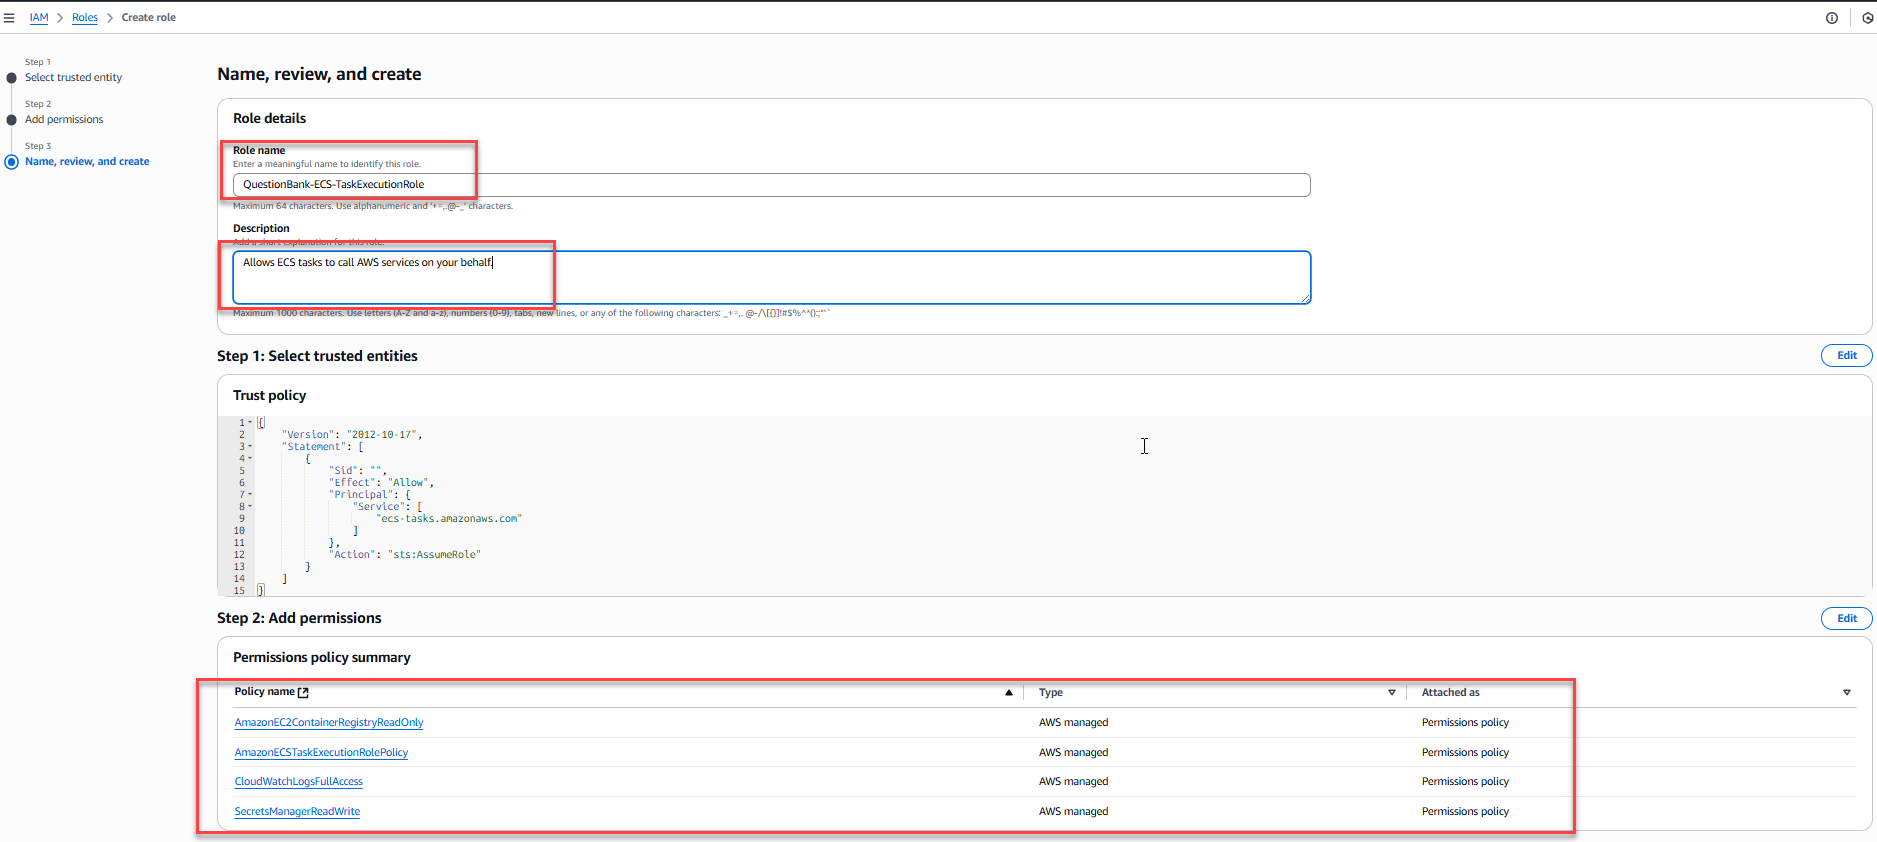 IAM > Roles > Create role
Step 1
Select trusted entity
Step 2
Add permissions
Step 3
Name, review, and create
Name, review, and create
Role details
Role name
Enter a meaningful name to identify this role.
QuestionBank-ECS-TaskExecutionRole
Maximum 64 characters. Use alphanumeric and '+=,.@-_' characters.
Description
Add a short explanation for this role.
Allows ECS tasks to call AWS services on your behalf.
Maximum 1000 characters. Use letters (A-Z and a-z), numbers (0-9), tabs, new lines, or any of the following characters: _+=,. @-/\[{}]!#$%^*();:"'`
Step 1: Select trusted entities
Edit
Trust policy
1 {
2 "Version": "2012-10-17",
3 "Statement": [
4 {
5 "Sid": "",
6 "Effect": "Allow",
7 "Principal": {
8 "Service": [
9 "ecs-tasks.amazonaws.com"
10 ]
11 },
12 "Action": "sts:AssumeRole"
13 }
14 ]
15 }
Step 2: Add permissions
Edit
Permissions policy summary
Policy name Type Attached as
AmazonEC2ContainerRegistryReadOnly AWS managed Permissions policy
AmazonECSTaskExecutionRolePolicy AWS managed Permissions policy
CloudWatchLogsFullAccess AWS managed Permissions policy
SecretsManagerReadWrite AWS managed Permissions policy